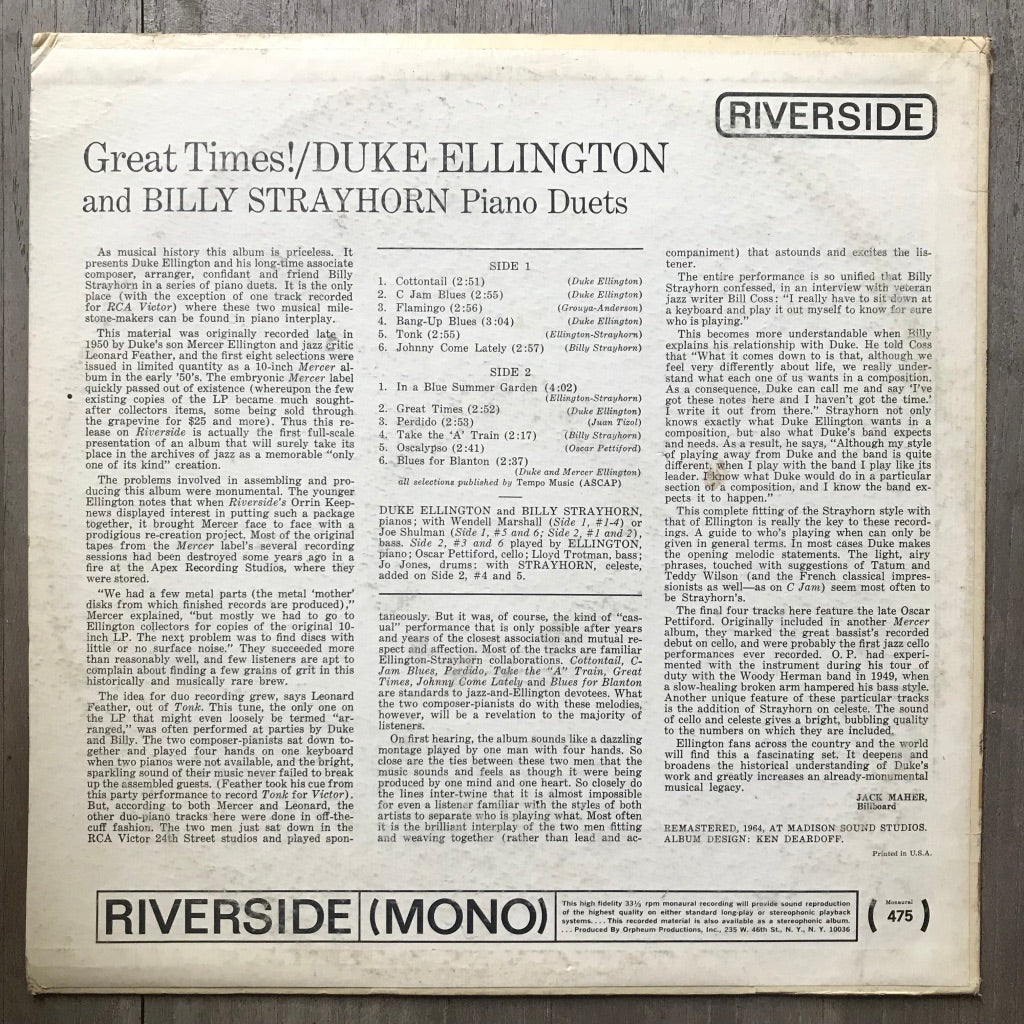 RIVERSIDE
Great Times!/DUKE ELLINGTON
and BILLY STRAYHORN Piano Duets
As musical history this album is priceless. It
presents Duke Ellington and his long-time associate
composer, arranger, confidant and friend Billy
Strayhorn in a series of piano duets. It is the only
place (with the exception of one track recorded
for RCA Victor) where these two musical mile-
stone-makers can be found in piano interplay.
This material was originally recorded late in
1950 by Duke's son Mercer Ellington and jazz critic
Leonard Feather, and the first eight selections were
issued in limited quantity as a 10-inch Mercer al-
bum in the early '50's. The embryonic Mercer label
quickly passed out of existence (whereupon the few
existing copies of the LP became much sought-
after collectors items, some being sold through
the grapevine for $25 and more). Thus this re-
lease on Riverside is actually the first full-scale
presentation of an album that will surely take its
place in the archives of jazz as a memorable "only
one of its kind" creation.
The problems involved in assembling and pro-
ducing this album were monumental. The younger
Ellington notes that when Riverside's Orrin Keep-
news displayed interest in putting such a package
together, it brought Mercer face to face with a
prodigious re-creation project. Most of the original
tapes from the Mercer label's several recording
sessions had been destroyed some years ago in a
fire at the Apex Recording Studios, where they
were stored.
"We had a few metal parts (the metal 'mother'
disks from which finished records are produced),"
Mercer explained, "but mostly we had to go to
Ellington collectors for copies of the original 10-
inch LP. The next problem was to find discs with
little or no surface noise." They succeeded more
than reasonably well, and few listeners are apt to
complain about finding a few grains of grit in this
historically and musically rare brew.
The idea for duo recording grew, says Leonard
Feather, out of Tonk. This tune, the only one on
the LP that might even loosely be termed "ar-
ranged," was often performed at parties by Duke
and Billy. The two composer-pianists sat down to-
gether and played four hands on one keyboard
when two pianos were not available, and the bright,
sparkling sound of their music never failed to break
up the assembled guests. (Feather took his cue from
this party performance to record Tonk for Victor).
But, according to both Mercer and Leonard, the
other duo-piano tracks here were done in off-the-
cuff fashion. The two men just sat down in the
RCA Victor 24th Street studios and played spon-
SIDE 1
1. Cottontail (2:51) (Duke Ellington)
2. C Jam Blues (2:55) (Duke Ellington)
3. Flamingo (2:56) (Grouya-Anderson)
4. Bang-Up Blues (3:04) (Duke Ellington)
5. Tonk (2:55) (Ellington-Strayhorn)
6. Johnny Come Lately (2:57) (Billy Strayhorn)
SIDE 2
1. In a Blue Summer Garden (4:02)
(Ellington-Strayhorn)
2. Great Times (2:52) (Duke Ellington)
3. Perdido (2:53) (Juan Tizol)
4. Take the 'A' Train (2:17) (Billy Strayhorn)
5. Oscalypso (2:41) (Oscar Pettiford)
6. Blues for Blanton (2:37)
(Duke and Mercer Ellington)
all selections published by Tempo Music (ASCAP)
DUKE ELLINGTON and BILLY STRAYHORN,
pianos; with Wendell Marshall (Side 1, #1-4) or
Joe Shulman (Side 1, #5 and 6; Side 2, #1 and 2),
bass. Side 2, #3 and 6 played by ELLINGTON,
piano; Oscar Pettiford, cello; Lloyd Trotman, bass;
Jo Jones, drums; with STRAYHORN, celeste,
added on Side 2, #4 and 5.
taneously. But it was, of course, the kind of "cas-
ual" performance that is only possible after years
and years of the closest association and mutual re-
spect and affection. Most of the tracks are familiar
Ellington-Strayhorn collaborations. Cottontail, C-
Jam Blues, Perdido, Take the "A" Train, Great
Times, Johnny Come Lately and Blues for Blanton
are standards to jazz-and-Ellington devotees. What
the two composer-pianists do with these melodies,
however, will be a revelation to the majority of
listeners.
On first hearing, the album sounds like a dazzling
montage played by one man with four hands. So
close are the ties between these two men that the
music sounds and feels as though it were being
produced by one mind and one heart. So closely do
the lines inter-twine that it is almost impossible
for even a listener familiar with the styles of both
artists to separate who is playing what. Most often
it is the brilliant interplay of the two men fitting
and weaving together (rather than lead and ac-
companiment) that astounds and excites the lis-
tener.
The entire performance is so unified that Billy
Strayhorn confessed, in an interview with veteran
jazz writer Bill Coss: "I really have to sit down at
a keyboard and play it out myself to know for sure
who is playing."
This becomes more understandable when Billy
explains his relationship with Duke. He told Coss
that "What it comes down to is that, although we
feel very differently about life, we really under-
stand what each one of us wants in a composition.
As a consequence, Duke can call me and say 'I've
got these notes here and I haven't got the time.'
I write it out from there." Strayhorn not only
knows exactly what Duke Ellington wants in a
composition, but also what Duke's band expects
and needs. As a result, he says, "Although my style
of playing away from Duke and the band is quite
different, when I play with the band I play like its
leader. I know what Duke would do in a particular
section of a composition, and I know the band ex-
pects it to happen."
This complete fitting of the Strayhorn style with
that of Ellington is really the key to these record-
ings. A guide to who's playing when can only be
given in general terms. In most cases Duke makes
the opening melodic statements. The light, airy
phrases, touched with suggestions of Tatum and
Teddy Wilson (and the French classical impres-
sionists as well—as on C Jam) seem most often to
be Strayhorn's.
The final four tracks here feature the late Oscar
Pettiford. Originally included in another Mercer
album, they marked the great bassist's recorded
debut on cello, and were probably the first jazz cello
performances ever recorded. O. P. had experi-
mented with the instrument during his tour of
duty with the Woody Herman band in 1949, when
a slow-healing broken arm hampered his bass style.
Another unique feature of these particular tracks
is the addition of Strayhorn on celeste. The sound
of cello and celeste gives a bright, bubbling quality
to the numbers on which they are included.
Ellington fans across the country and the world
will find this a fascinating set. It deepens and
broadens the historical understanding of Duke's
work and greatly increases an already-monumental
musical legacy.
JACK MAHER,
Billboard
REMASTERED, 1964, AT MADISON SOUND STUDIOS.
ALBUM DESIGN: KEN DEARDOFF.
Printed in U.S.A.
RIVERSIDE (MONO)
This high fidelity 33⅓ rpm monaural recording will provide sound reproduction
of the highest quality on either standard long-play or stereophonic playback
systems. . . . This recorded material is also available as a stereophonic album.
. . . Produced By Orpheum Productions, Inc., 235 W. 46th St., N. Y., N. Y. 10036
Monaural
(475)